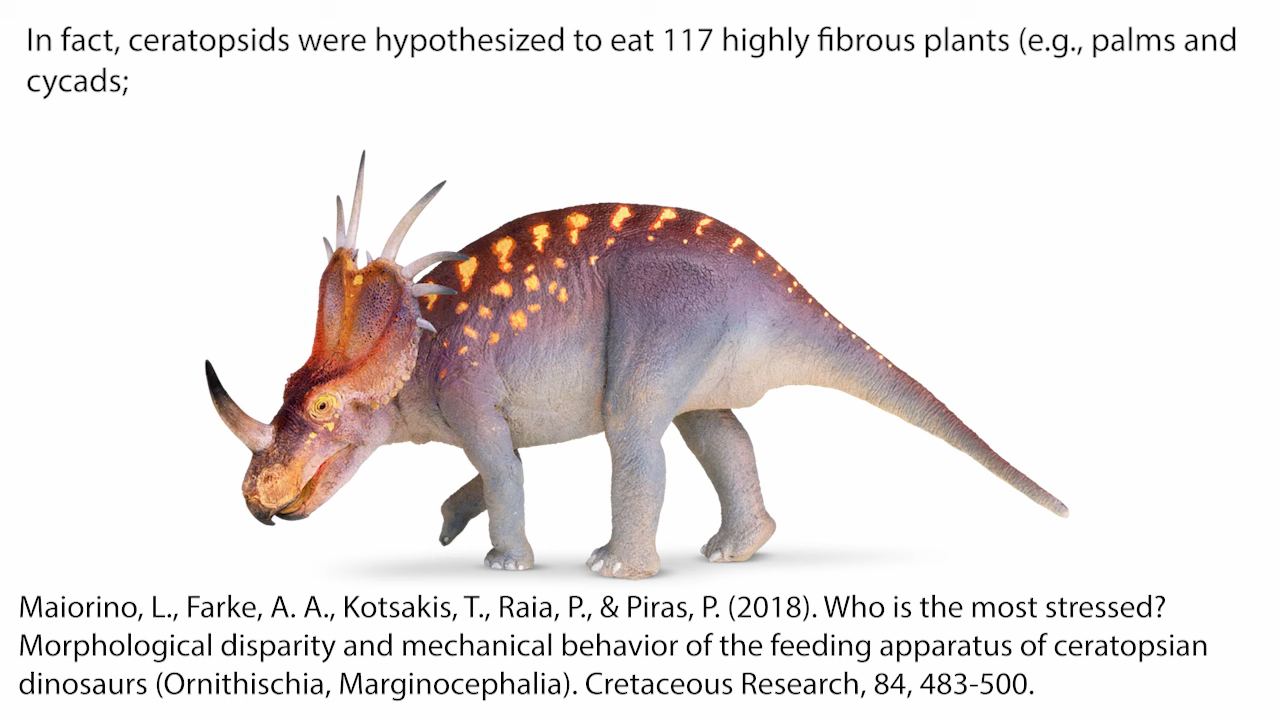 In fact, ceratopsids were hypothesized to eat 117 highly fibrous plants (e.g., palms and
cycads;
Maiorino, L., Farke, A. A., Kotsakis, T., Raia, P., & Piras, P. (2018). Who is the most stressed?
Morphological disparity and mechanical behavior of the feeding apparatus of ceratopsian
dinosaurs (Ornithischia, Marginocephalia). Cretaceous Research, 84, 483-500.